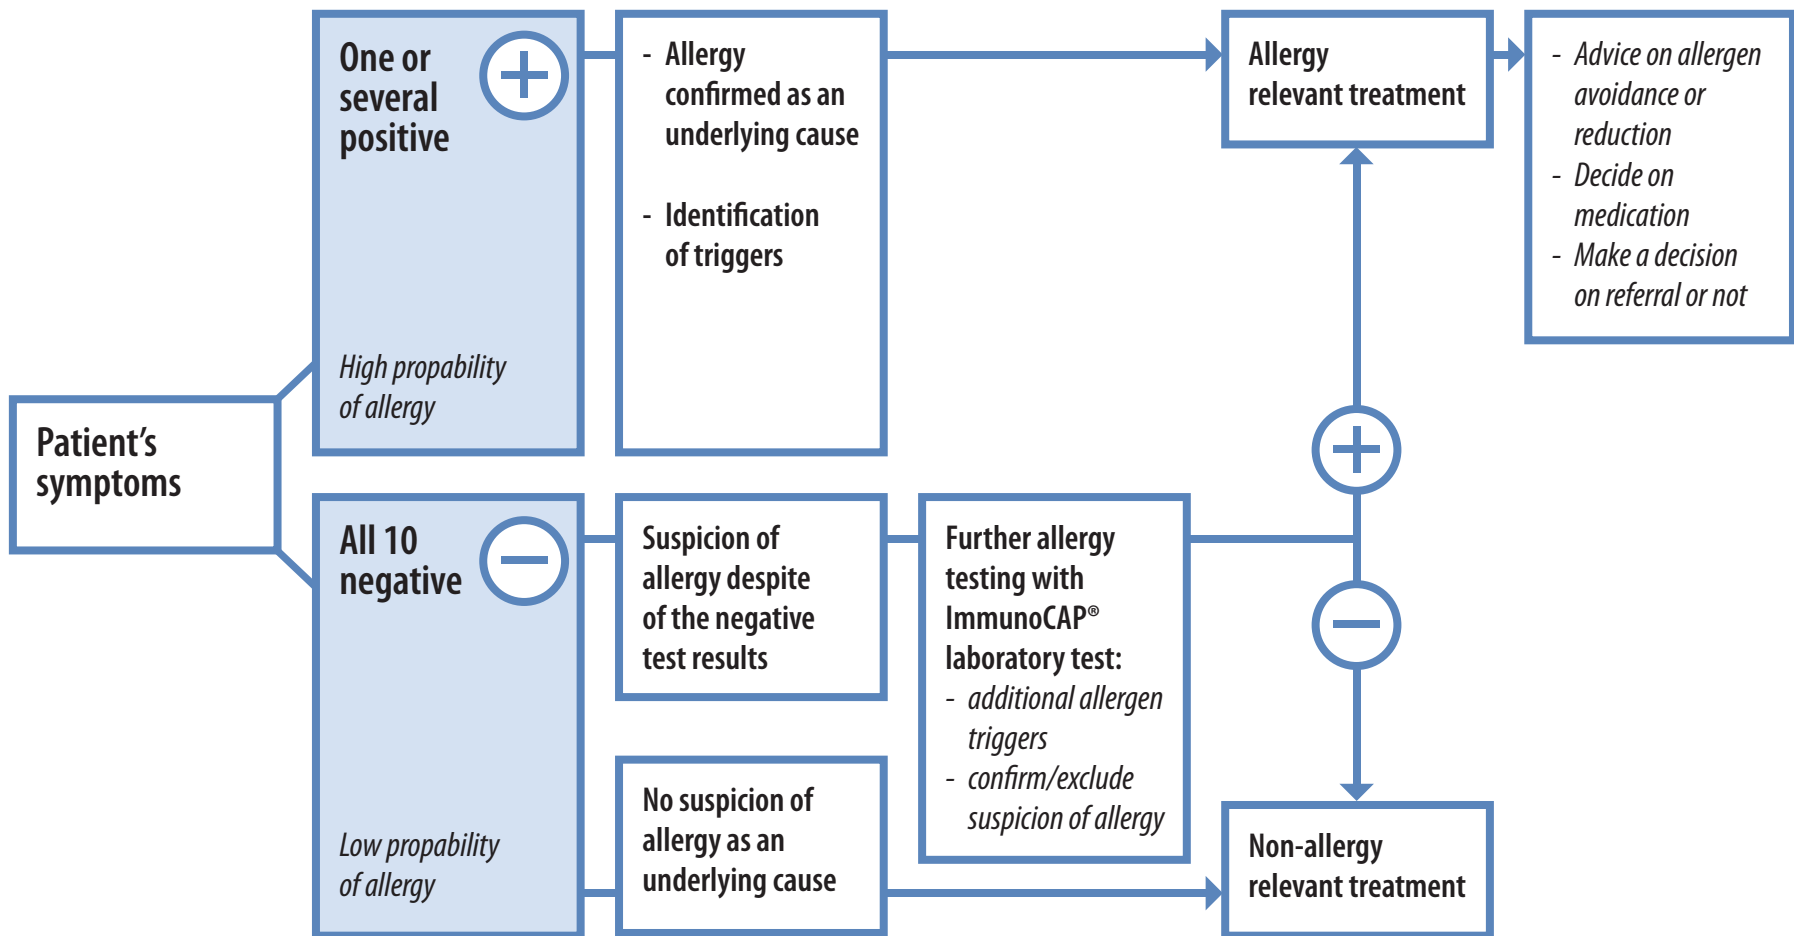 Patient’s
symptoms
One or
several
positive
High propability
of allergy
- Allergy
confirmed as an
underlying cause
- Identification
of triggers
Allergy
relevant treatment
- Advice on allergen
avoidance or
reduction
- Decide on
medication
- Make a decision
on referral or not
All 10
negative
Low propability
of allergy
Suspicion of
allergy despite
of the negative
test results
Further allergy
testing with
ImmunoCAP®
laboratory test:
- additional allergen
triggers
- confirm/exclude
suspicion of allergy
No suspicion of
allergy as an
underlying cause
Non-allergy
relevant treatment